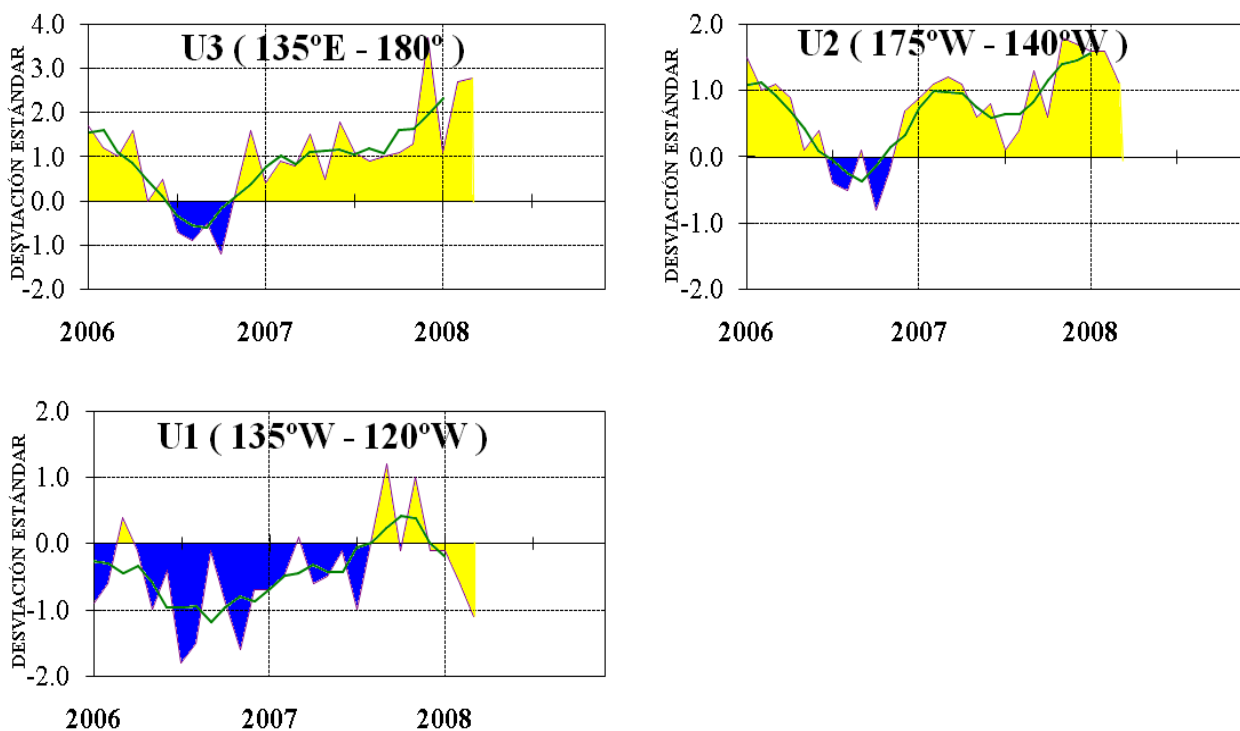 U3 ( 135ºE - 180º )
DESVIACIÓN ESTÁNDAR
4.0
3.0
2.0
1.0
0.0
-1.0
-2.0
2006 2007 2008
U2 ( 175ºW - 140ºW )
DESVIACIÓN ESTÁNDAR
2.0
1.0
0.0
-1.0
-2.0
2006 2007 2008
U1 ( 135ºW - 120ºW )
DESVIACIÓN ESTÁNDAR
2.0
1.0
0.0
-1.0
-2.0
2006 2007 2008